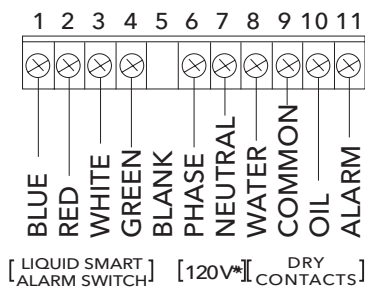 1 2 3 4 5 6 7 8 9 10 11
BLUE
RED
WHITE
GREEN
BLANK
PHASE
NEUTRAL
WATER
COMMON
OIL
ALARM
[LIQUID SMART ALARM SWITCH] [120V*] [DRY CONTACTS]